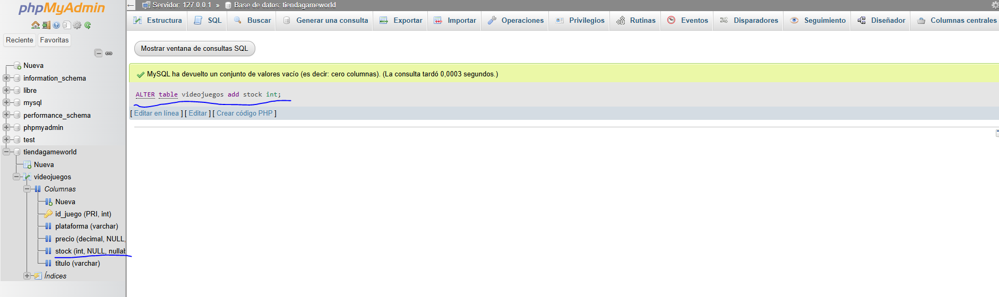 phpMyAdmin
Reciente Favoritas
Nueva
information_schema
libre
mysql
performance_schema
phpmyadmin
test
tiendagameworld
Nueva
videojuegos
Columnas
Nueva
id_juego (PRI, int)
plataforma (varchar)
precio (decimal, NULL,
stock (int, NULL, nullab
titulo (varchar)
Índices
Servidor: 127.0.0.1 » Base de datos: tiendagameworld
Estructura SQL Buscar Generar una consulta Exportar Importar Operaciones Privilegios Rutinas Eventos Disparadores Seguimiento Diseñador Columnas centrales
Mostrar ventana de consultas SQL
MySQL ha devuelto un conjunto de valores vacío (es decir: cero columnas). (La consulta tardó 0,0003 segundos.)
ALTER table videojuegos add stock int;
[ Editar en línea ] [ Editar ] [ Crear código PHP ]